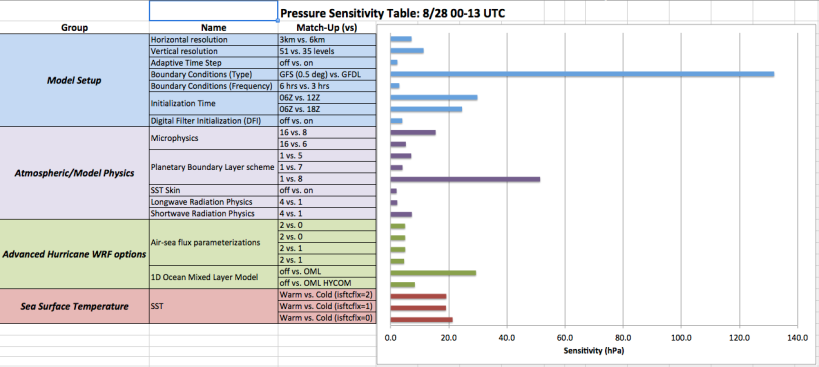 Pressure Sensitivity Table: 8/28 00-13 UTC
Group Name Match-Up (vs)
Model Setup
Horizontal resolution 3km vs. 6km
Vertical resolution 51 vs. 35 levels
Adaptive Time Step off vs. on
Boundary Conditions (Type) GFS (0.5 deg) vs. GFDL
Boundary Conditions (Frequency) 6 hrs vs. 3 hrs
Initialization Time 06Z vs. 12Z
06Z vs. 18Z
Digital Filter Initialization (DFI) off vs. on
Atmospheric/Model Physics
Microphysics 16 vs. 8
16 vs. 6
Planetary Boundary Layer scheme 1 vs. 5
1 vs. 7
1 vs. 8
SST Skin off vs. on
Longwave Radiation Physics 4 vs. 1
Shortwave Radiation Physics 4 vs. 1
Advanced Hurricane WRF options
Air-sea flux parameterizations 2 vs. 0
2 vs. 0
2 vs. 1
2 vs. 1
1D Ocean Mixed Layer Model off vs. OML
off vs. OML HYCOM
Sea Surface Temperature
SST Warm vs. Cold (isftcflx=2)
Warm vs. Cold (isftcflx=1)
Warm vs. Cold (isftcflx=0)
0.0 20.0 40.0 60.0 80.0 100.0 120.0 140.0
Sensitivity (hPa)